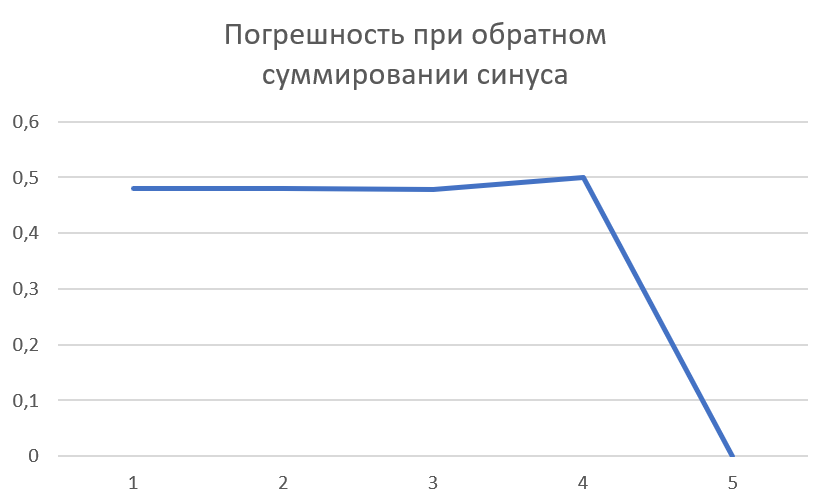 Погрешность при обратном
суммировании синуса
0,6
0,5
0,4
0,3
0,2
0,1
0
1 2 3 4 5